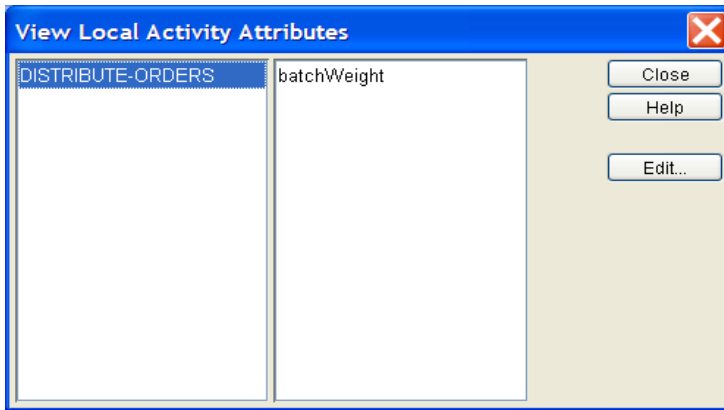 View Local Activity Attributes
DISTRIBUTE-ORDERS
batchWeight
Close
Help
Edit...